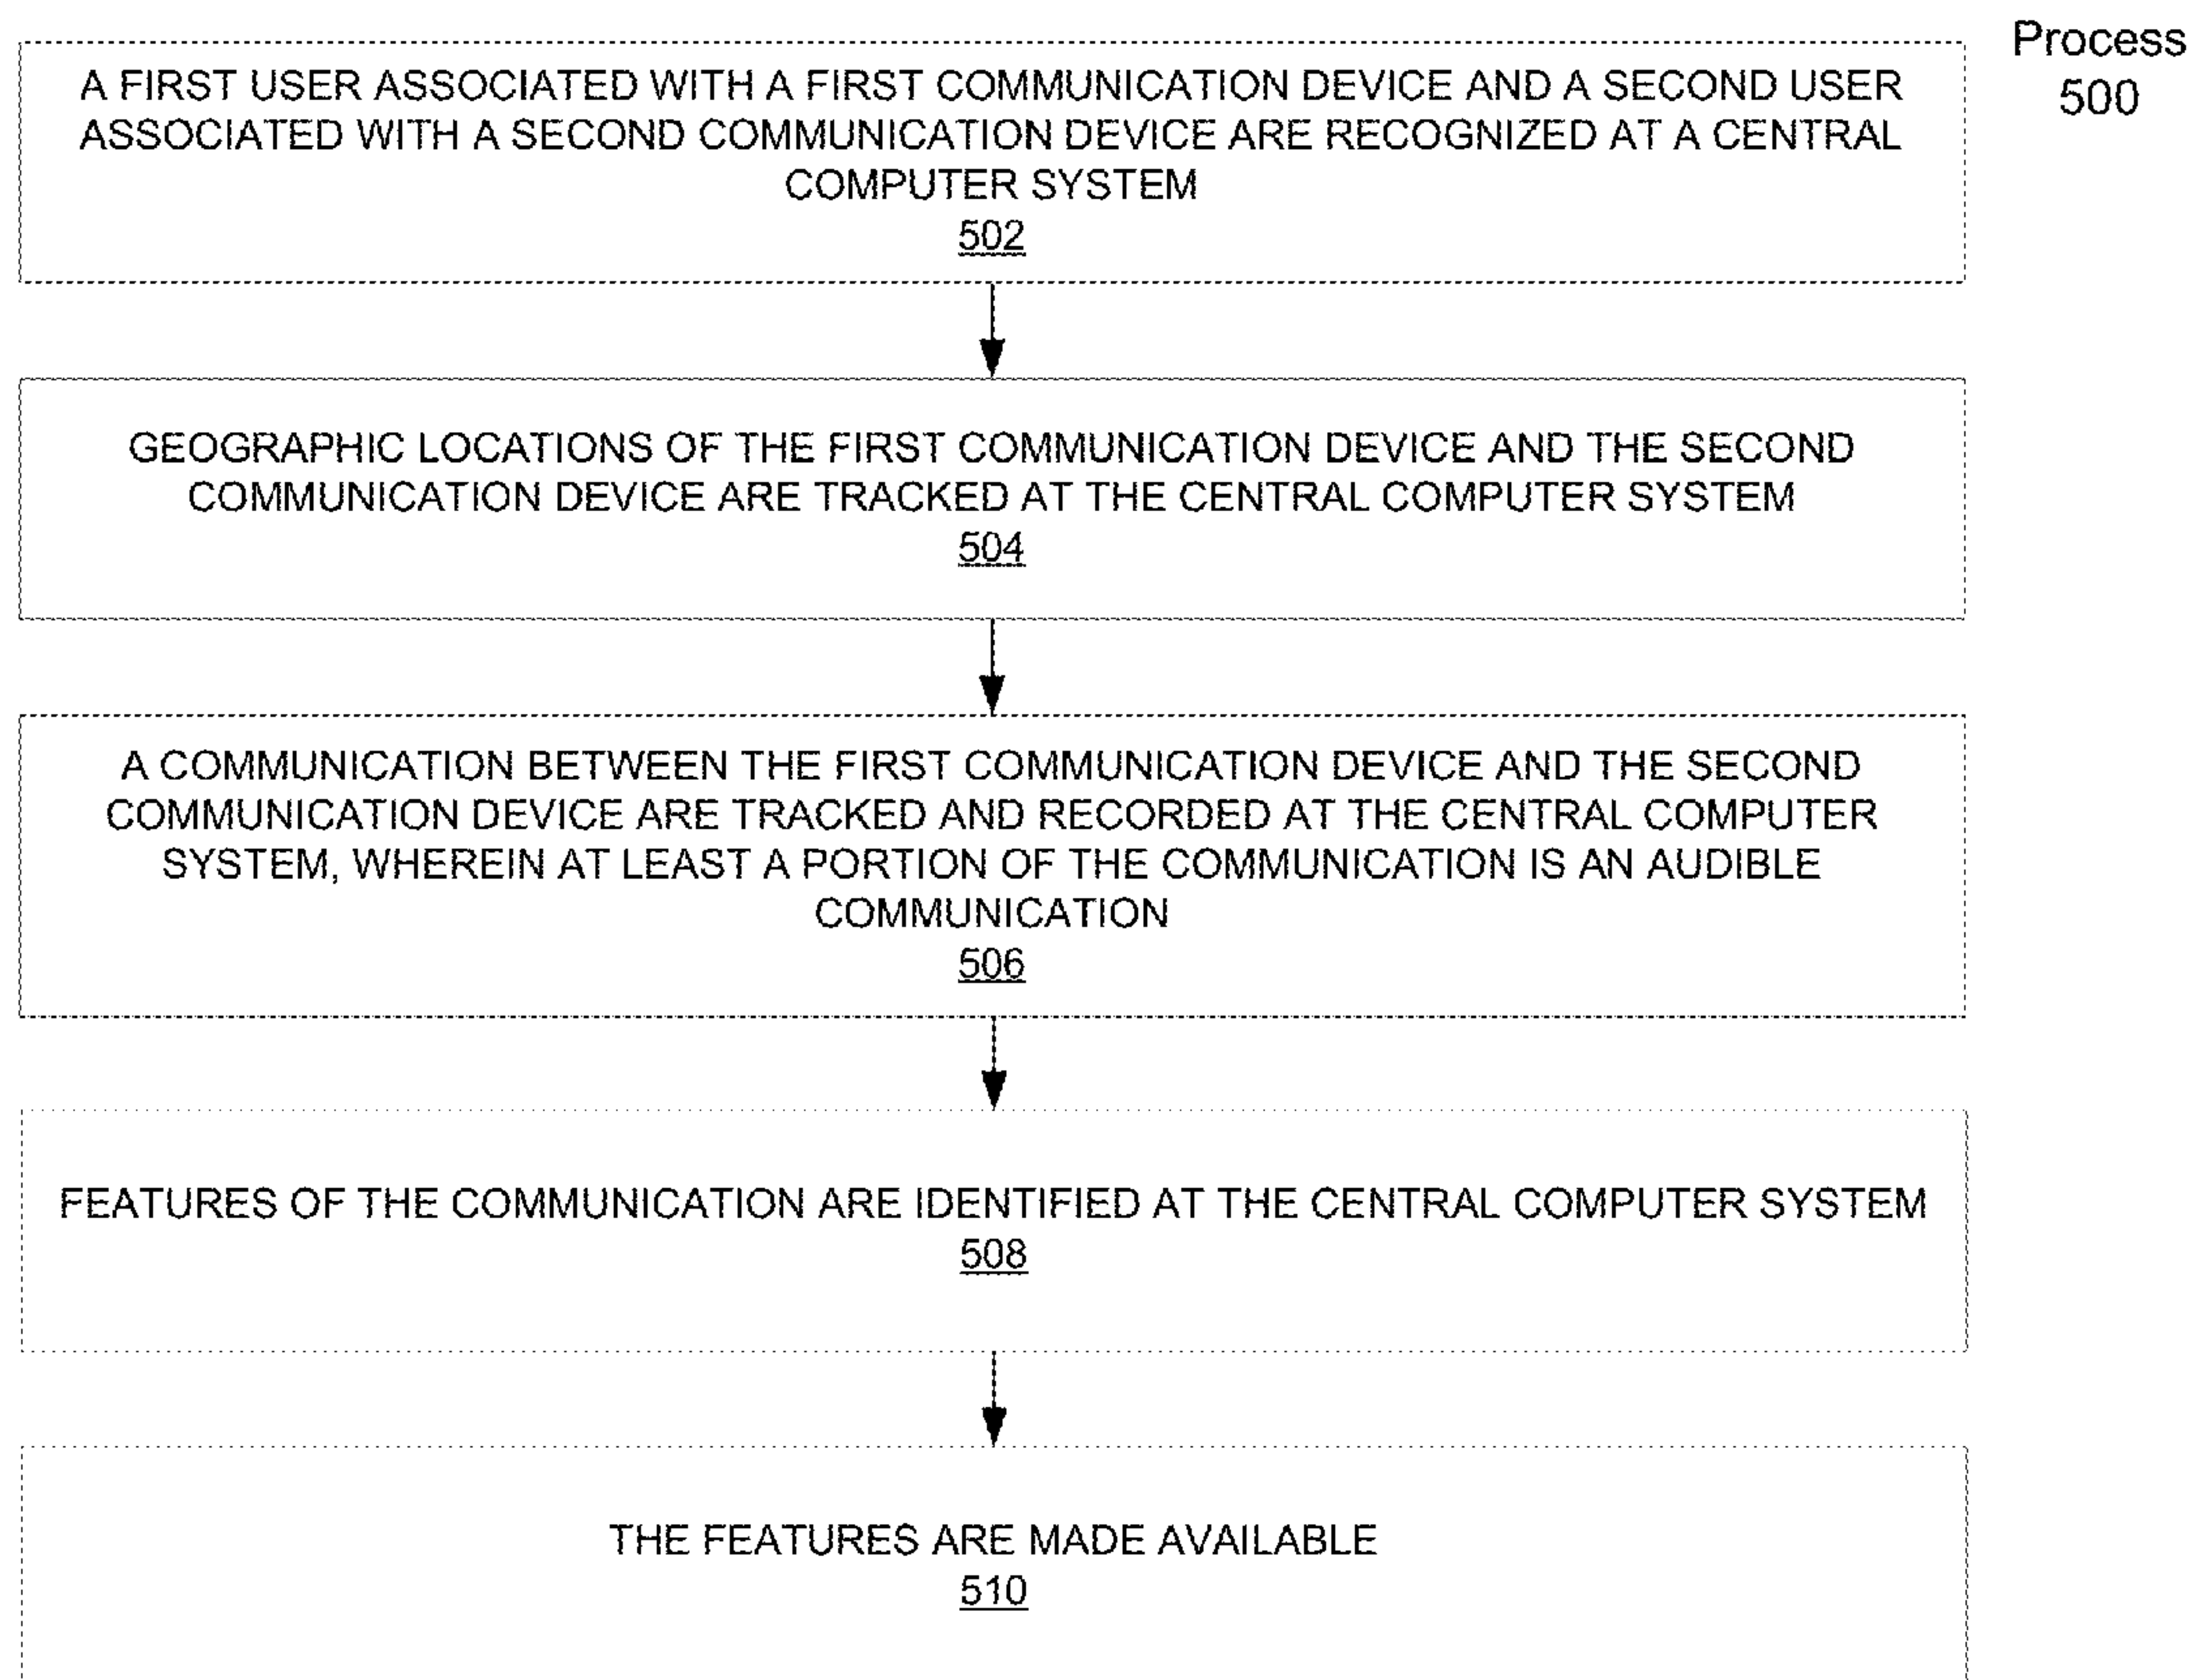 Process
500
A FIRST USER ASSOCIATED WITH A FIRST COMMUNICATION DEVICE AND A SECOND USER
ASSOCIATED WITH A SECOND COMMUNICATION DEVICE ARE RECOGNIZED AT A CENTRAL
COMPUTER SYSTEM
502
GEOGRAPHIC LOCATIONS OF THE FIRST COMMUNICATION DEVICE AND THE SECOND
COMMUNICATION DEVICE ARE TRACKED AT THE CENTRAL COMPUTER SYSTEM
504
A COMMUNICATION BETWEEN THE FIRST COMMUNICATION DEVICE AND THE SECOND
COMMUNICATION DEVICE ARE TRACKED AND RECORDED AT THE CENTRAL COMPUTER
SYSTEM, WHEREIN AT LEAST A PORTION OF THE COMMUNICATION IS AN AUDIBLE
COMMUNICATION
506
FEATURES OF THE COMMUNICATION ARE IDENTIFIED AT THE CENTRAL COMPUTER SYSTEM
508
THE FEATURES ARE MADE AVAILABLE
510